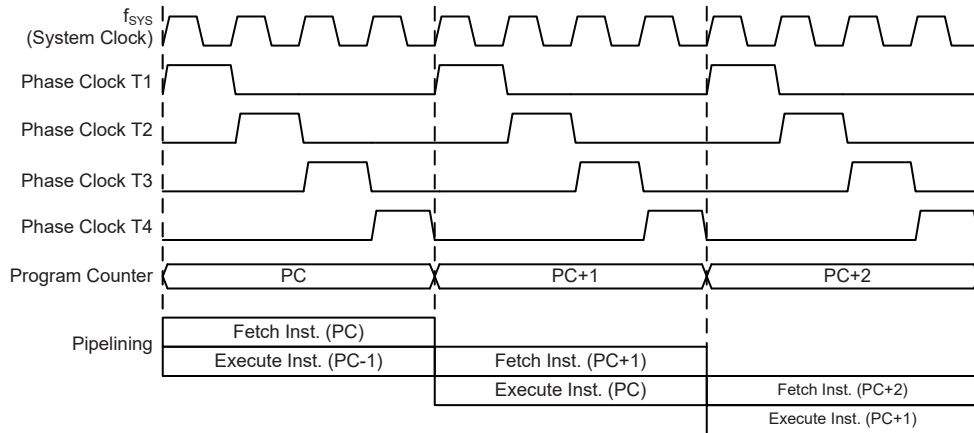 fSYS
(System Clock)
Phase Clock T1
Phase Clock T2
Phase Clock T3
Phase Clock T4
Program Counter
PC
PC+1
PC+2
Pipelining
Fetch Inst. (PC)
Execute Inst. (PC-1)
Fetch Inst. (PC+1)
Execute Inst. (PC)
Fetch Inst. (PC+2)
Execute Inst. (PC+1)